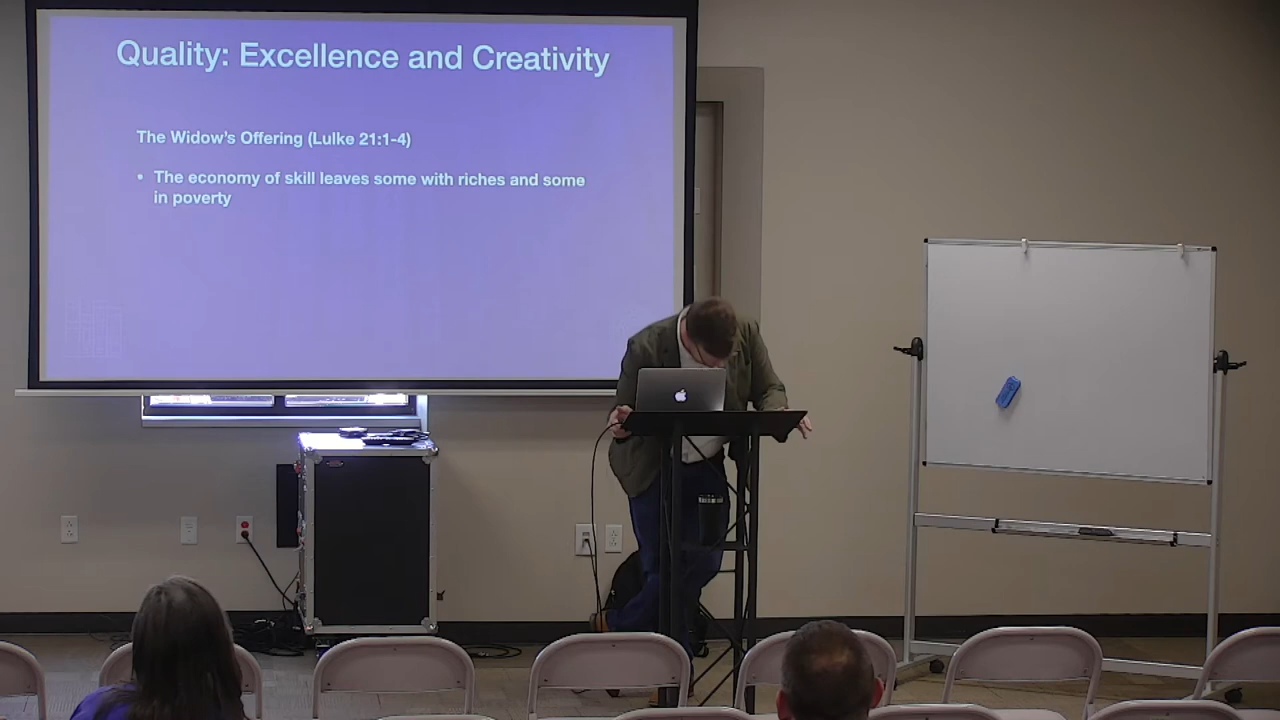 Quality: Excellence and Creativity
The Widow's Offering (Lulke 21:1-4)
• The economy of skill leaves some with riches and some
in poverty